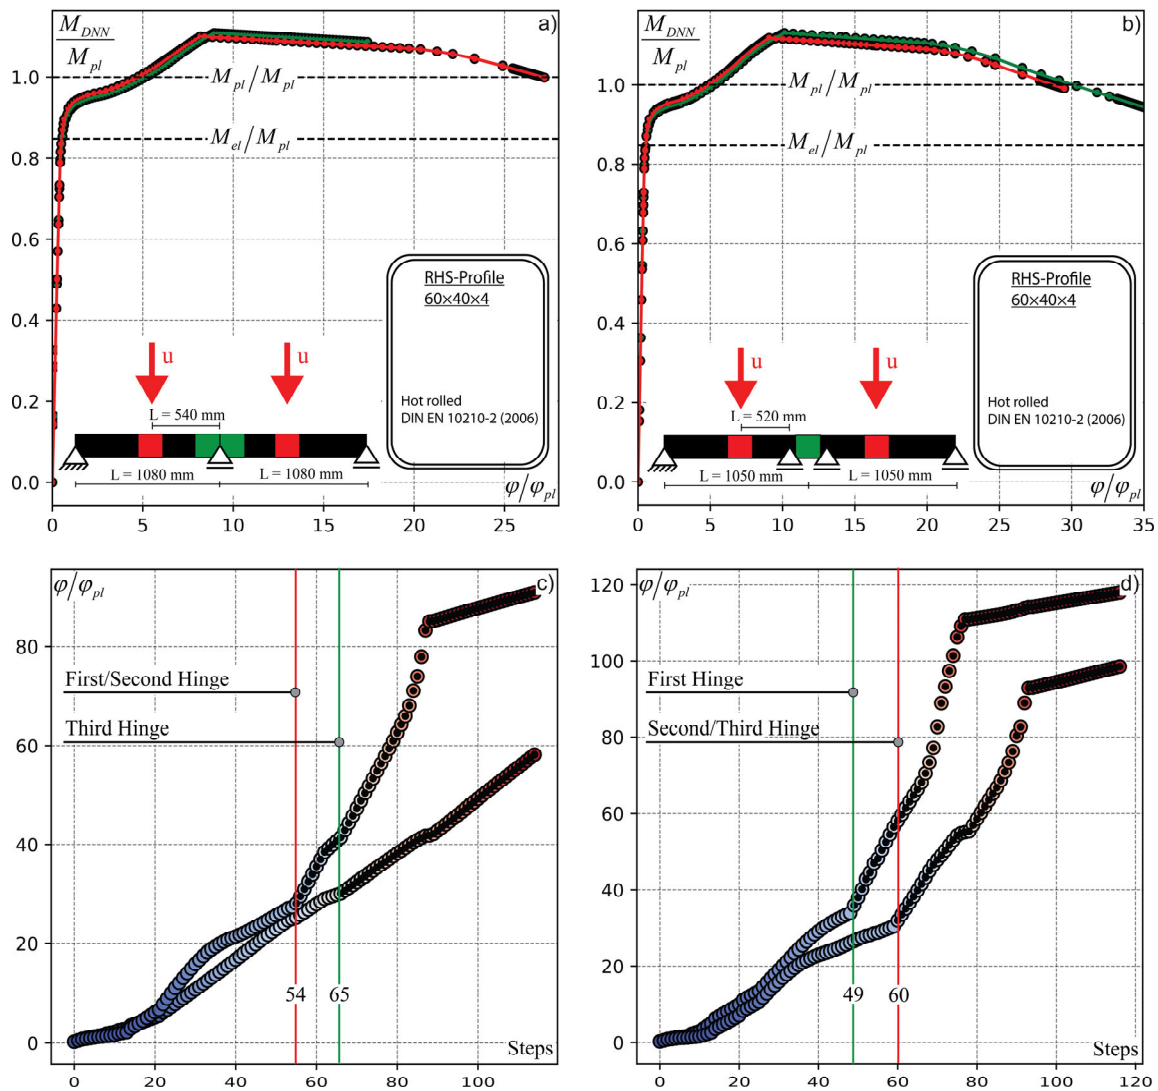 a)
M_DNN
M_pl
1.0
0.8
0.6
0.4
0.2
0.0
M_pl/M_pl
M_el/M_pl
RHS-Profile
60×40×4
Hot rolled
DIN EN 10210-2 (2006)
u
u
L = 540 mm
L = 1080 mm
L = 1080 mm
φ/φ_pl
0
5
10
15
20
25
b)
M_DNN
M_pl
1.0
0.8
0.6
0.4
0.2
0.0
M_pl/M_pl
M_el/M_pl
RHS-Profile
60×40×4
Hot rolled
DIN EN 10210-2 (2006)
u
u
L = 520 mm
L = 1050 mm
L = 1050 mm
φ/φ_pl
0
5
10
15
20
25
30
35
c)
φ/φ_pl
80
60
40
20
0
First/Second Hinge
Third Hinge
54
65
Steps
0
20
40
60
80
100
d)
φ/φ_pl
120
100
80
60
40
20
0
First Hinge
Second/Third Hinge
49
60
Steps
0
20
40
60
80
100
120